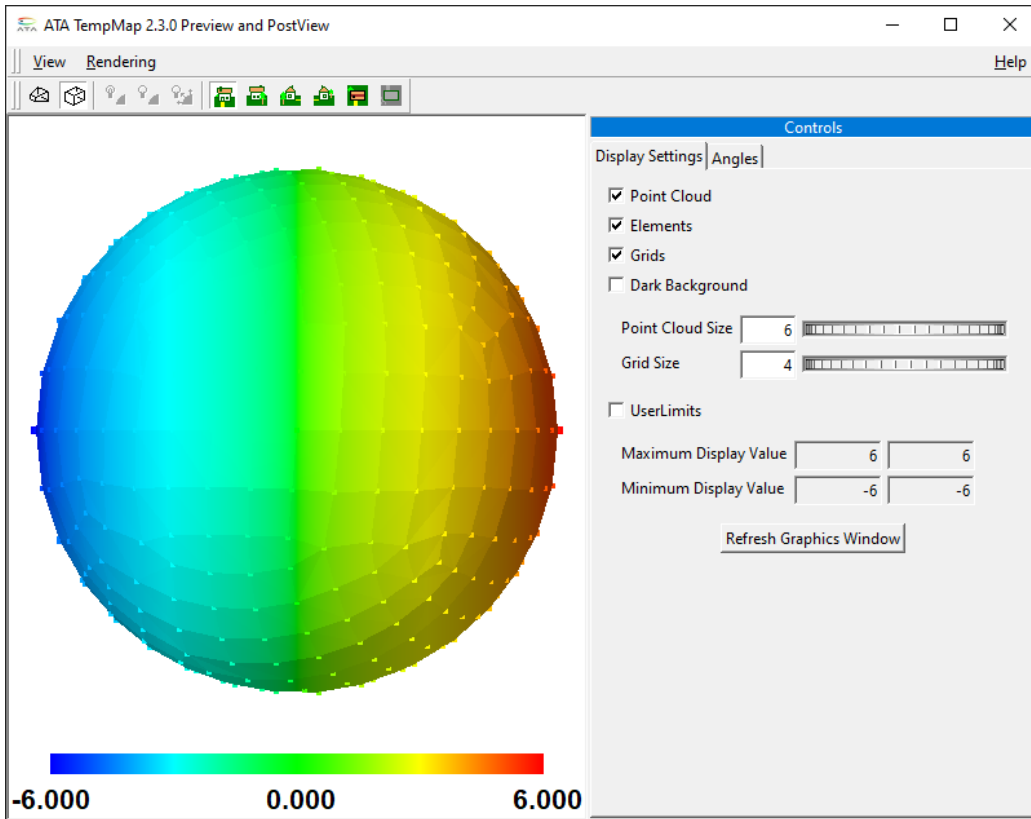 ATA TempMap 2.3.0 Preview and PostView
ATA
View Rendering Help
Controls
Display Settings Angles
Point Cloud
Elements
Grids
Dark Background
Point Cloud Size 6
Grid Size 4
UserLimits
Maximum Display Value 6 6
Minimum Display Value -6 -6
Refresh Graphics Window
-6.000 0.000 6.000